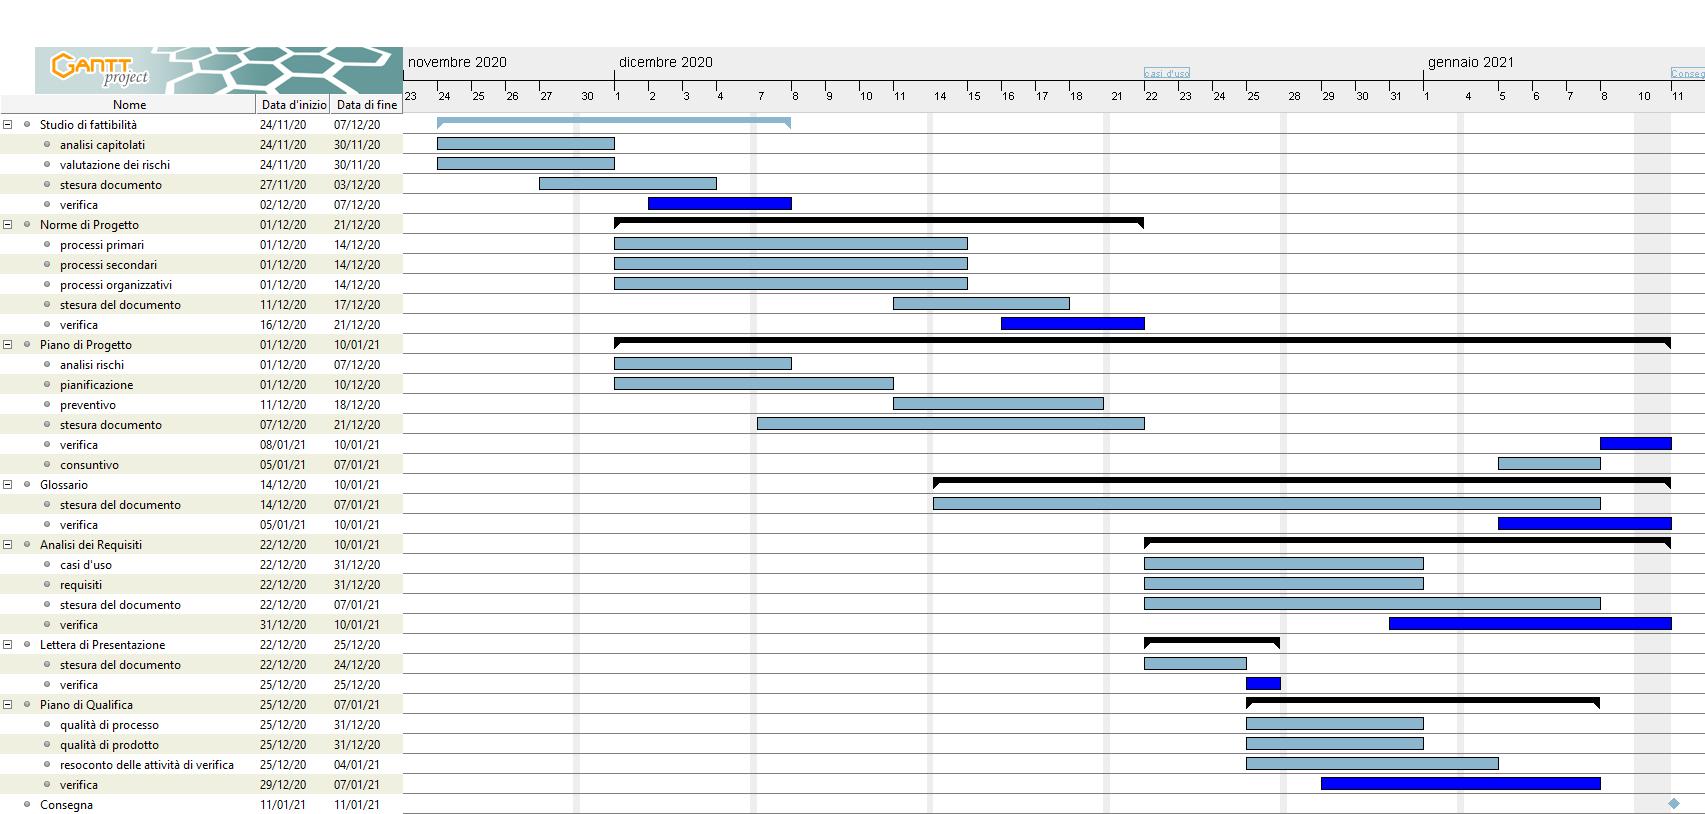 GANTT
project
novembre 2020 dicembre 2020 gennaio 2021
casi d'uso Conseg
23 24 25 26 27 30 1 2 3 4 7 8 9 10 11 14 15 16 17 18 21 22 23 24 25 28 29 30 31 1 4 5 6 7 8 10 11
Nome Data d'inizio Data di fine
Studio di fattibilità 24/11/20 07/12/20
analisi capitolati 24/11/20 30/11/20
valutazione dei rischi 24/11/20 30/11/20
stesura documento 27/11/20 03/12/20
verifica 02/12/20 07/12/20
Norme di Progetto 01/12/20 21/12/20
processi primari 01/12/20 14/12/20
processi secondari 01/12/20 14/12/20
processi organizzativi 01/12/20 14/12/20
stesura del documento 11/12/20 17/12/20
verifica 16/12/20 21/12/20
Piano di Progetto 01/12/20 10/01/21
analisi rischi 01/12/20 07/12/20
pianificazione 01/12/20 10/12/20
preventivo 11/12/20 18/12/20
stesura documento 07/12/20 21/12/20
verifica 08/01/21 10/01/21
consuntivo 05/01/21 07/01/21
Glossario 14/12/20 10/01/21
stesura del documento 14/12/20 07/01/21
verifica 05/01/21 10/01/21
Analisi dei Requisiti 22/12/20 10/01/21
casi d'uso 22/12/20 31/12/20
requisiti 22/12/20 31/12/20
stesura del documento 22/12/20 07/01/21
verifica 31/12/20 10/01/21
Lettera di Presentazione 22/12/20 25/12/20
stesura del documento 22/12/20 24/12/20
verifica 25/12/20 25/12/20
Piano di Qualifica 25/12/20 07/01/21
qualità di processo 25/12/20 31/12/20
qualità di prodotto 25/12/20 31/12/20
resoconto delle attività di verifica 25/12/20 04/01/21
verifica 29/12/20 07/01/21
Consegna 11/01/21 11/01/21